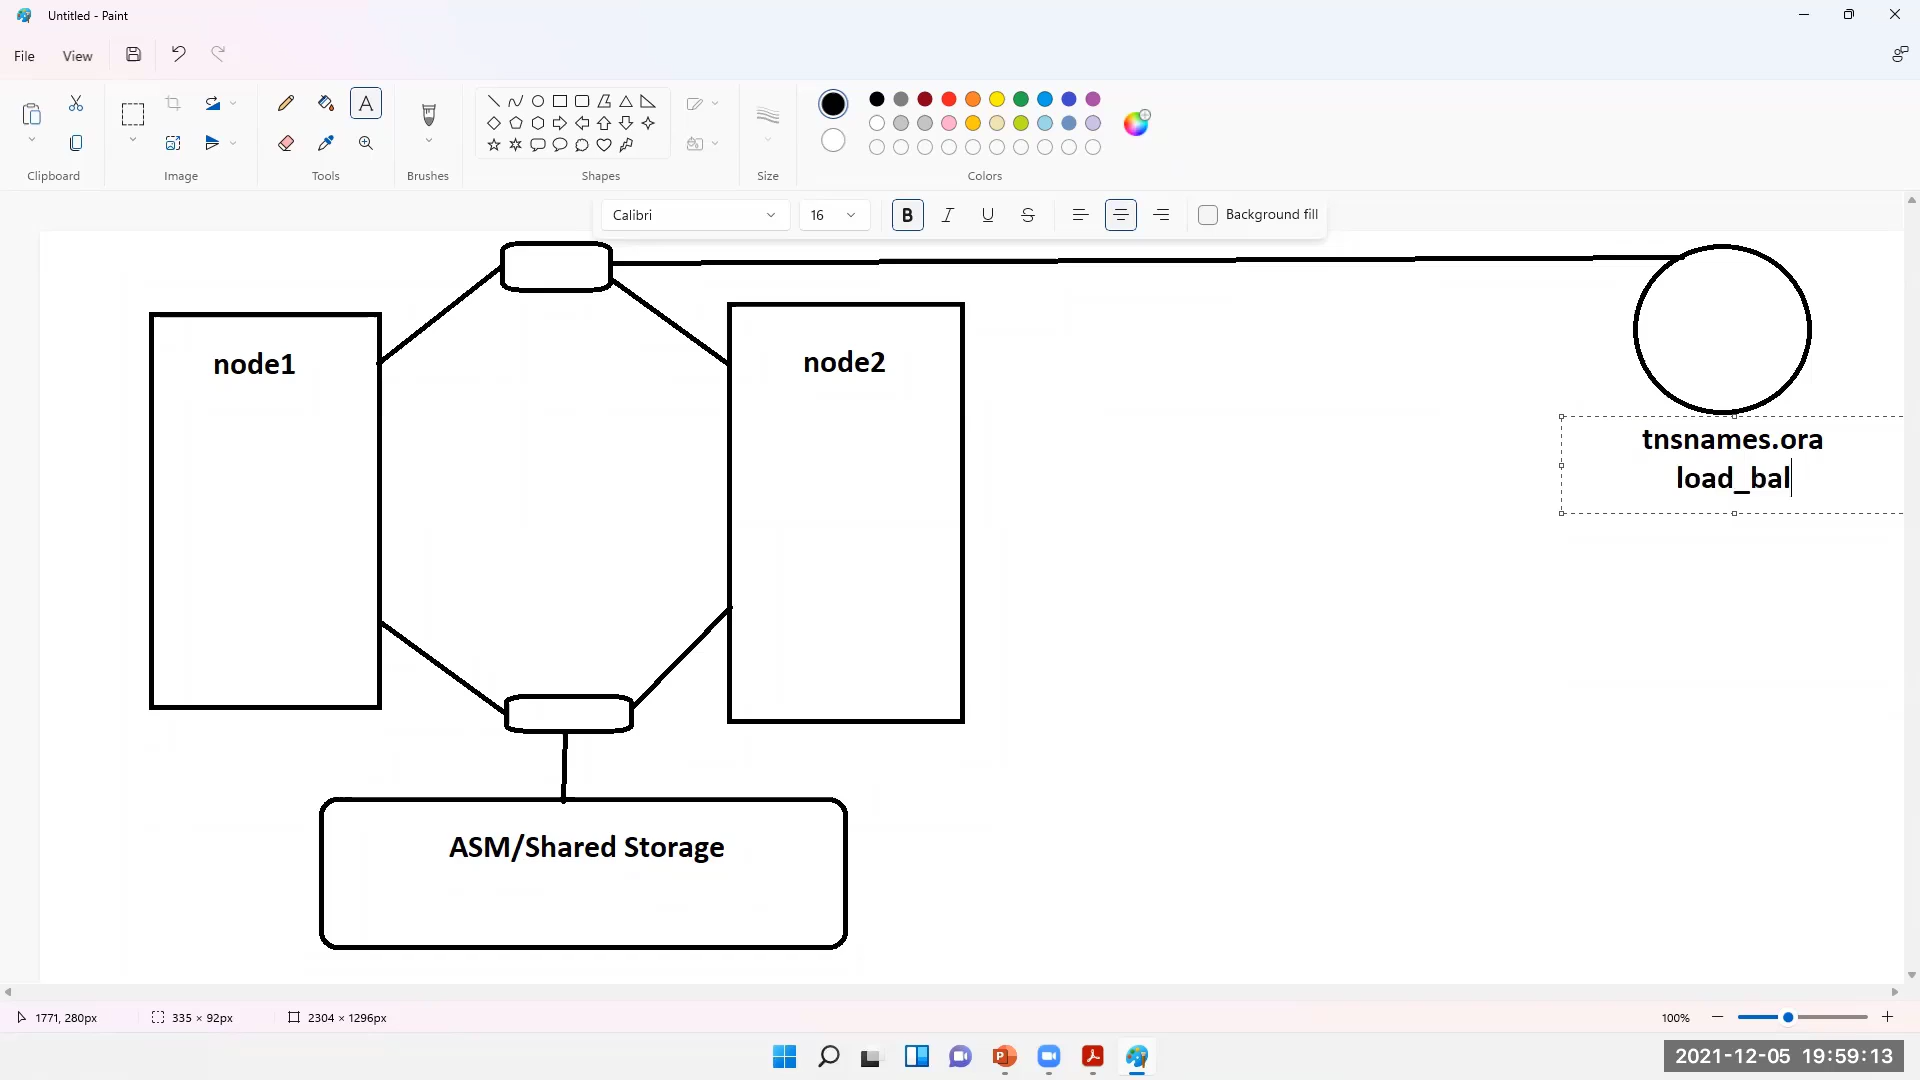 Untitled - Paint
File View
Clipboard Image Tools Brushes Shapes Size Colors
Calibri 16 B I U S Background fill
node1
node2
tnsnames.ora
load_bal
ASM/Shared Storage
1771, 280px 335 × 92px 2304 × 1296px 100%
2021-12-05 19:59:13